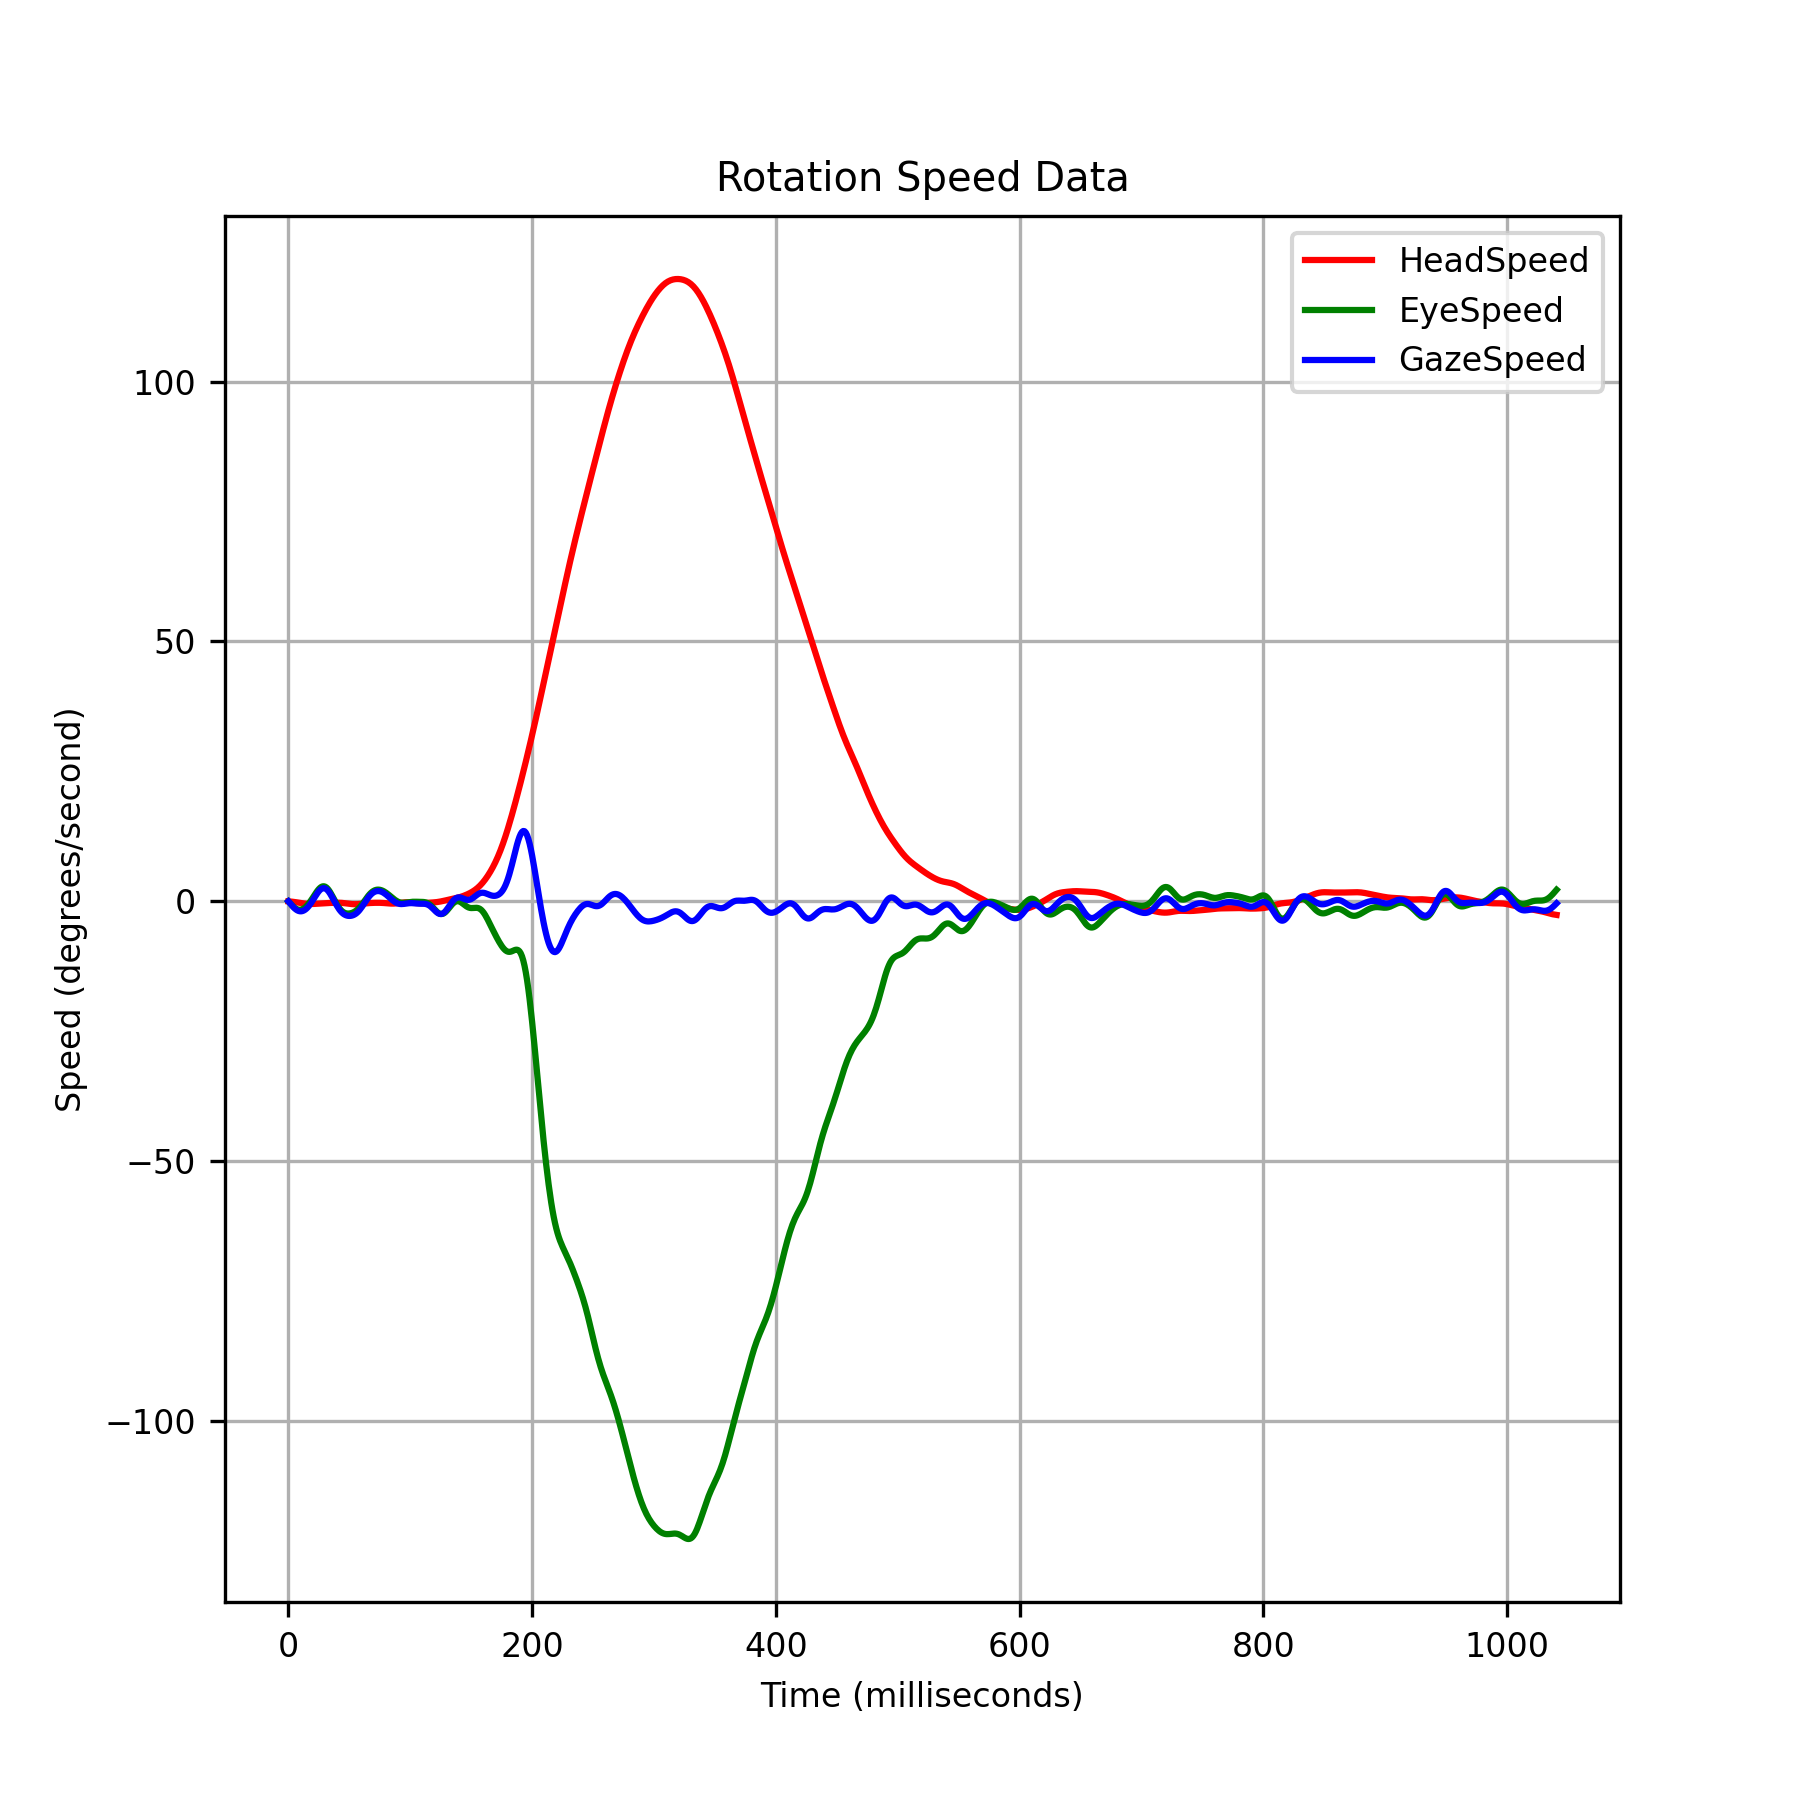 Rotation Speed Data
HeadSpeed
EyeSpeed
GazeSpeed
100
50
0
−50
−100
Speed (degrees/second)
0 200 400 600 800 1000
Time (milliseconds)